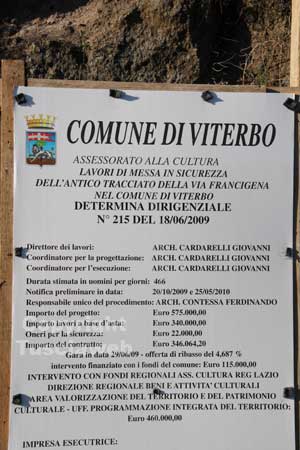 COMUNE DI VITERBO
ASSESSORATO ALLA CULTURA
LAVORI DI MESSA IN SICUREZZA
DELL'ANTICO TRACCIATO DELLA VIA FRANCIGENA
NEL COMUNE DI VITERBO
DETERMINA DIRIGENZIALE
N° 215 DEL 18/06/2009
Direttore dei lavori: ARCH. CARDARELLI GIOVANNI
Coordinatore per la progettazione: ARCH. CARDARELLI GIOVANNI
Coordinatore per l'esecuzione: ARCH. CARDARELLI GIOVANNI
Durata stimata in uomini per giorni: 466
Notifica preliminare in data: 20/10/2009 e 25/05/2010
Responsabile unico del procedimento: ARCH. CONTESSA FERDINANDO
Importo del progetto: Euro 575.000,00
Importo lavori a base d'asta: Euro 340.000,00
Oneri per la sicurezza: Euro 22.000,00
Importo del contratto: Euro 346.064,20
Gara in data 29/06/09 - offerta di ribasso del 4,687 %
intervento finanziato con i fondi del comune: Euro 115.000,00
INTERVENTO CON FONDI REGIONALI ASS. CULTURA REG LAZIO
DIREZIONE REGIONALE BENI E ATTIVITA' CULTURALI
AREA VALORIZZAZIONE DEL TERRITORIO E DEL PATRIMONIO
CULTURALE - UFF. PROGRAMMAZIONE INTEGRATA DEL TERRITORIO:
Euro 460.000,00
IMPRESA ESECUTRICE:
Copyright
Tusciaweb